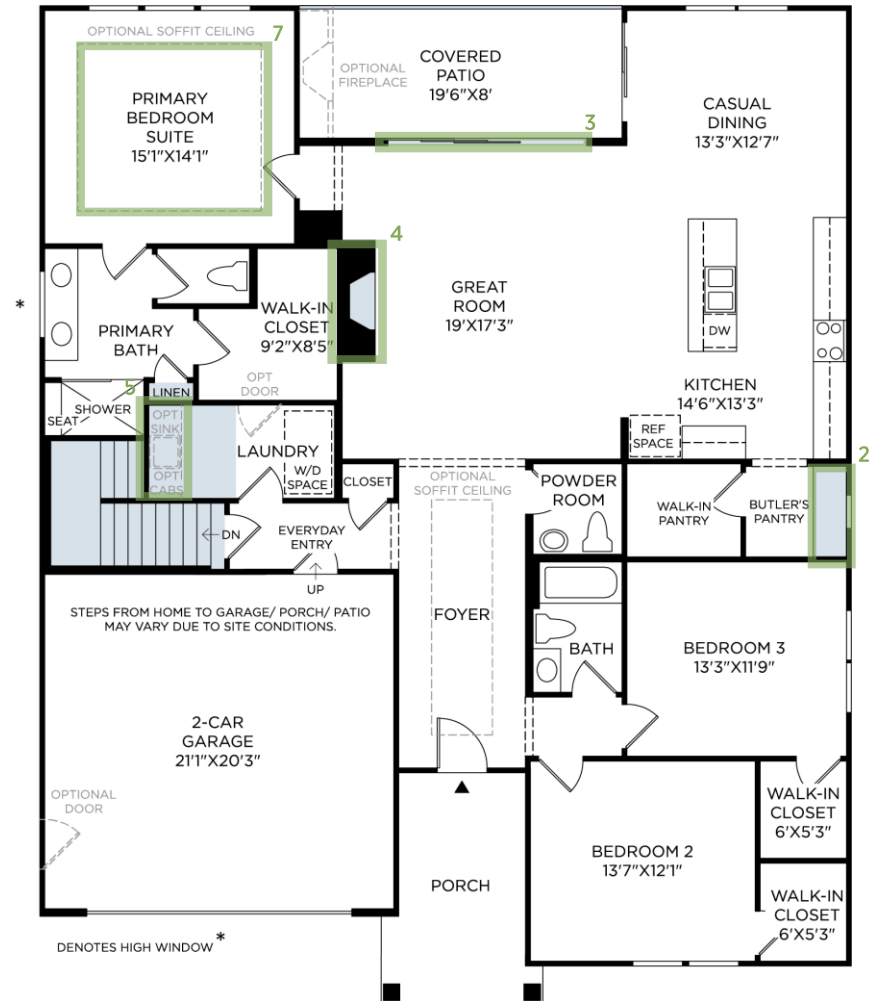 OPTIONAL SOFFIT CEILING
7
PRIMARY
BEDROOM
SUITE
15'1"X14'1"
OPTIONAL
FIREPLACE
COVERED
PATIO
19'6"X8'
3
CASUAL
DINING
13'3"X12'7"
4
*
PRIMARY
BATH
WALK-IN
CLOSET
9'2"X8'5"
GREAT
ROOM
19'X17'3"
DW
KITCHEN
14'6"X13'3"
REF
SPACE
OPT
DOOR
5
LINEN
SEAT
SHOWER
OPT
SINK
OPT
CABS
LAUNDRY
W/D
SPACE
CLOSET
OPTIONAL
SOFFIT CEILING
POWDER
ROOM
WALK-IN
PANTRY
BUTLER'S
PANTRY
2
DN
EVERYDAY
ENTRY
UP
STEPS FROM HOME TO GARAGE/ PORCH/ PATIO
MAY VARY DUE TO SITE CONDITIONS.
FOYER
BATH
BEDROOM 3
13'3"X11'9"
2-CAR
GARAGE
21'1"X20'3"
OPTIONAL
DOOR
PORCH
BEDROOM 2
13'7"X12'1"
WALK-IN
CLOSET
6'X5'3"
WALK-IN
CLOSET
6'X5'3"
DENOTES HIGH WINDOW *